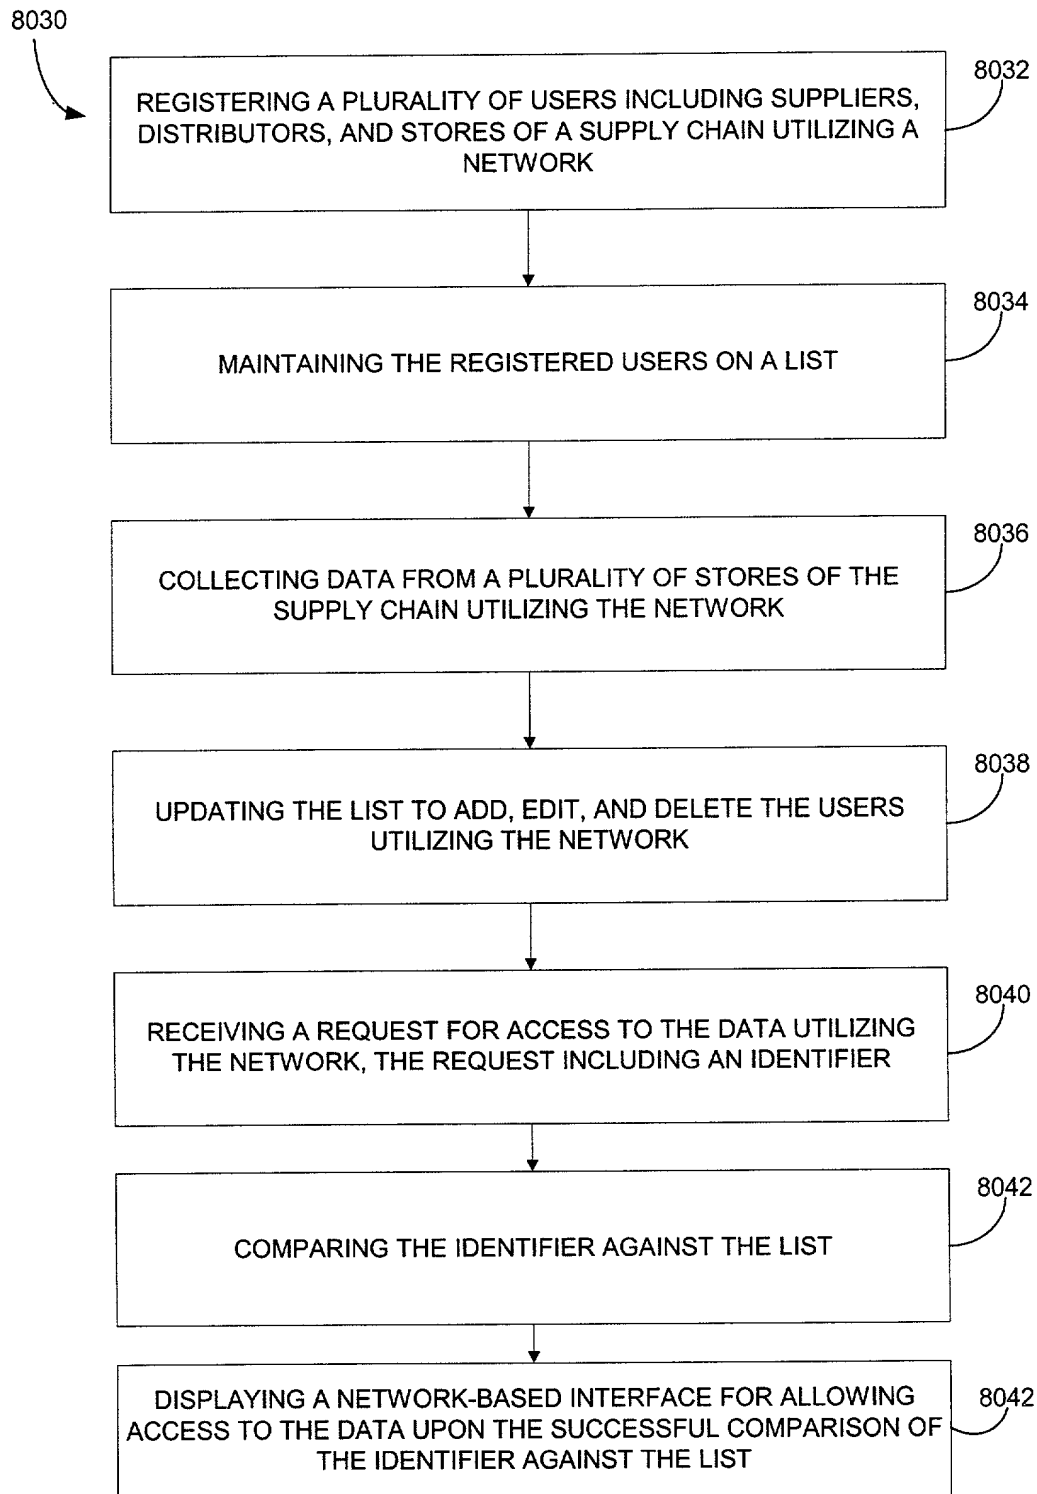 8030
8032
REGISTERING A PLURALITY OF USERS INCLUDING SUPPLIERS,
DISTRIBUTORS, AND STORES OF A SUPPLY CHAIN UTILIZING A
NETWORK
8034
MAINTAINING THE REGISTERED USERS ON A LIST
8036
COLLECTING DATA FROM A PLURALITY OF STORES OF THE
SUPPLY CHAIN UTILIZING THE NETWORK
8038
UPDATING THE LIST TO ADD, EDIT, AND DELETE THE USERS
UTILIZING THE NETWORK
8040
RECEIVING A REQUEST FOR ACCESS TO THE DATA UTILIZING
THE NETWORK, THE REQUEST INCLUDING AN IDENTIFIER
8042
COMPARING THE IDENTIFIER AGAINST THE LIST
8042
DISPLAYING A NETWORK-BASED INTERFACE FOR ALLOWING
ACCESS TO THE DATA UPON THE SUCCESSFUL COMPARISON OF
THE IDENTIFIER AGAINST THE LIST